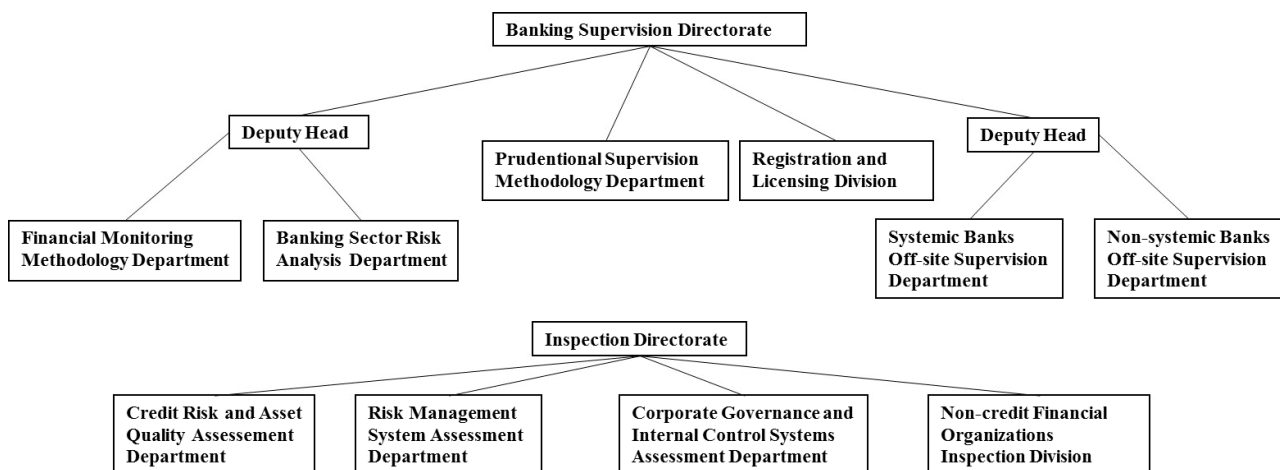 Banking Supervision Directorate
Deputy Head
Deputy Head
Prudentional Supervision
Methodology Department
Registration and
Licensing Division
Financial Monitoring
Methodology Department
Banking Sector Risk
Analysis Department
Systemic Banks
Off-site Supervision
Department
Non-systemic Banks
Off-site Supervision
Department
Inspection Directorate
Credit Risk and Asset
Quality Assessement
Department
Risk Management
System Assessment
Department
Corporate Governance and
Internal Control Systems
Assessment Department
Non-credit Financial
Organizations
Inspection Division